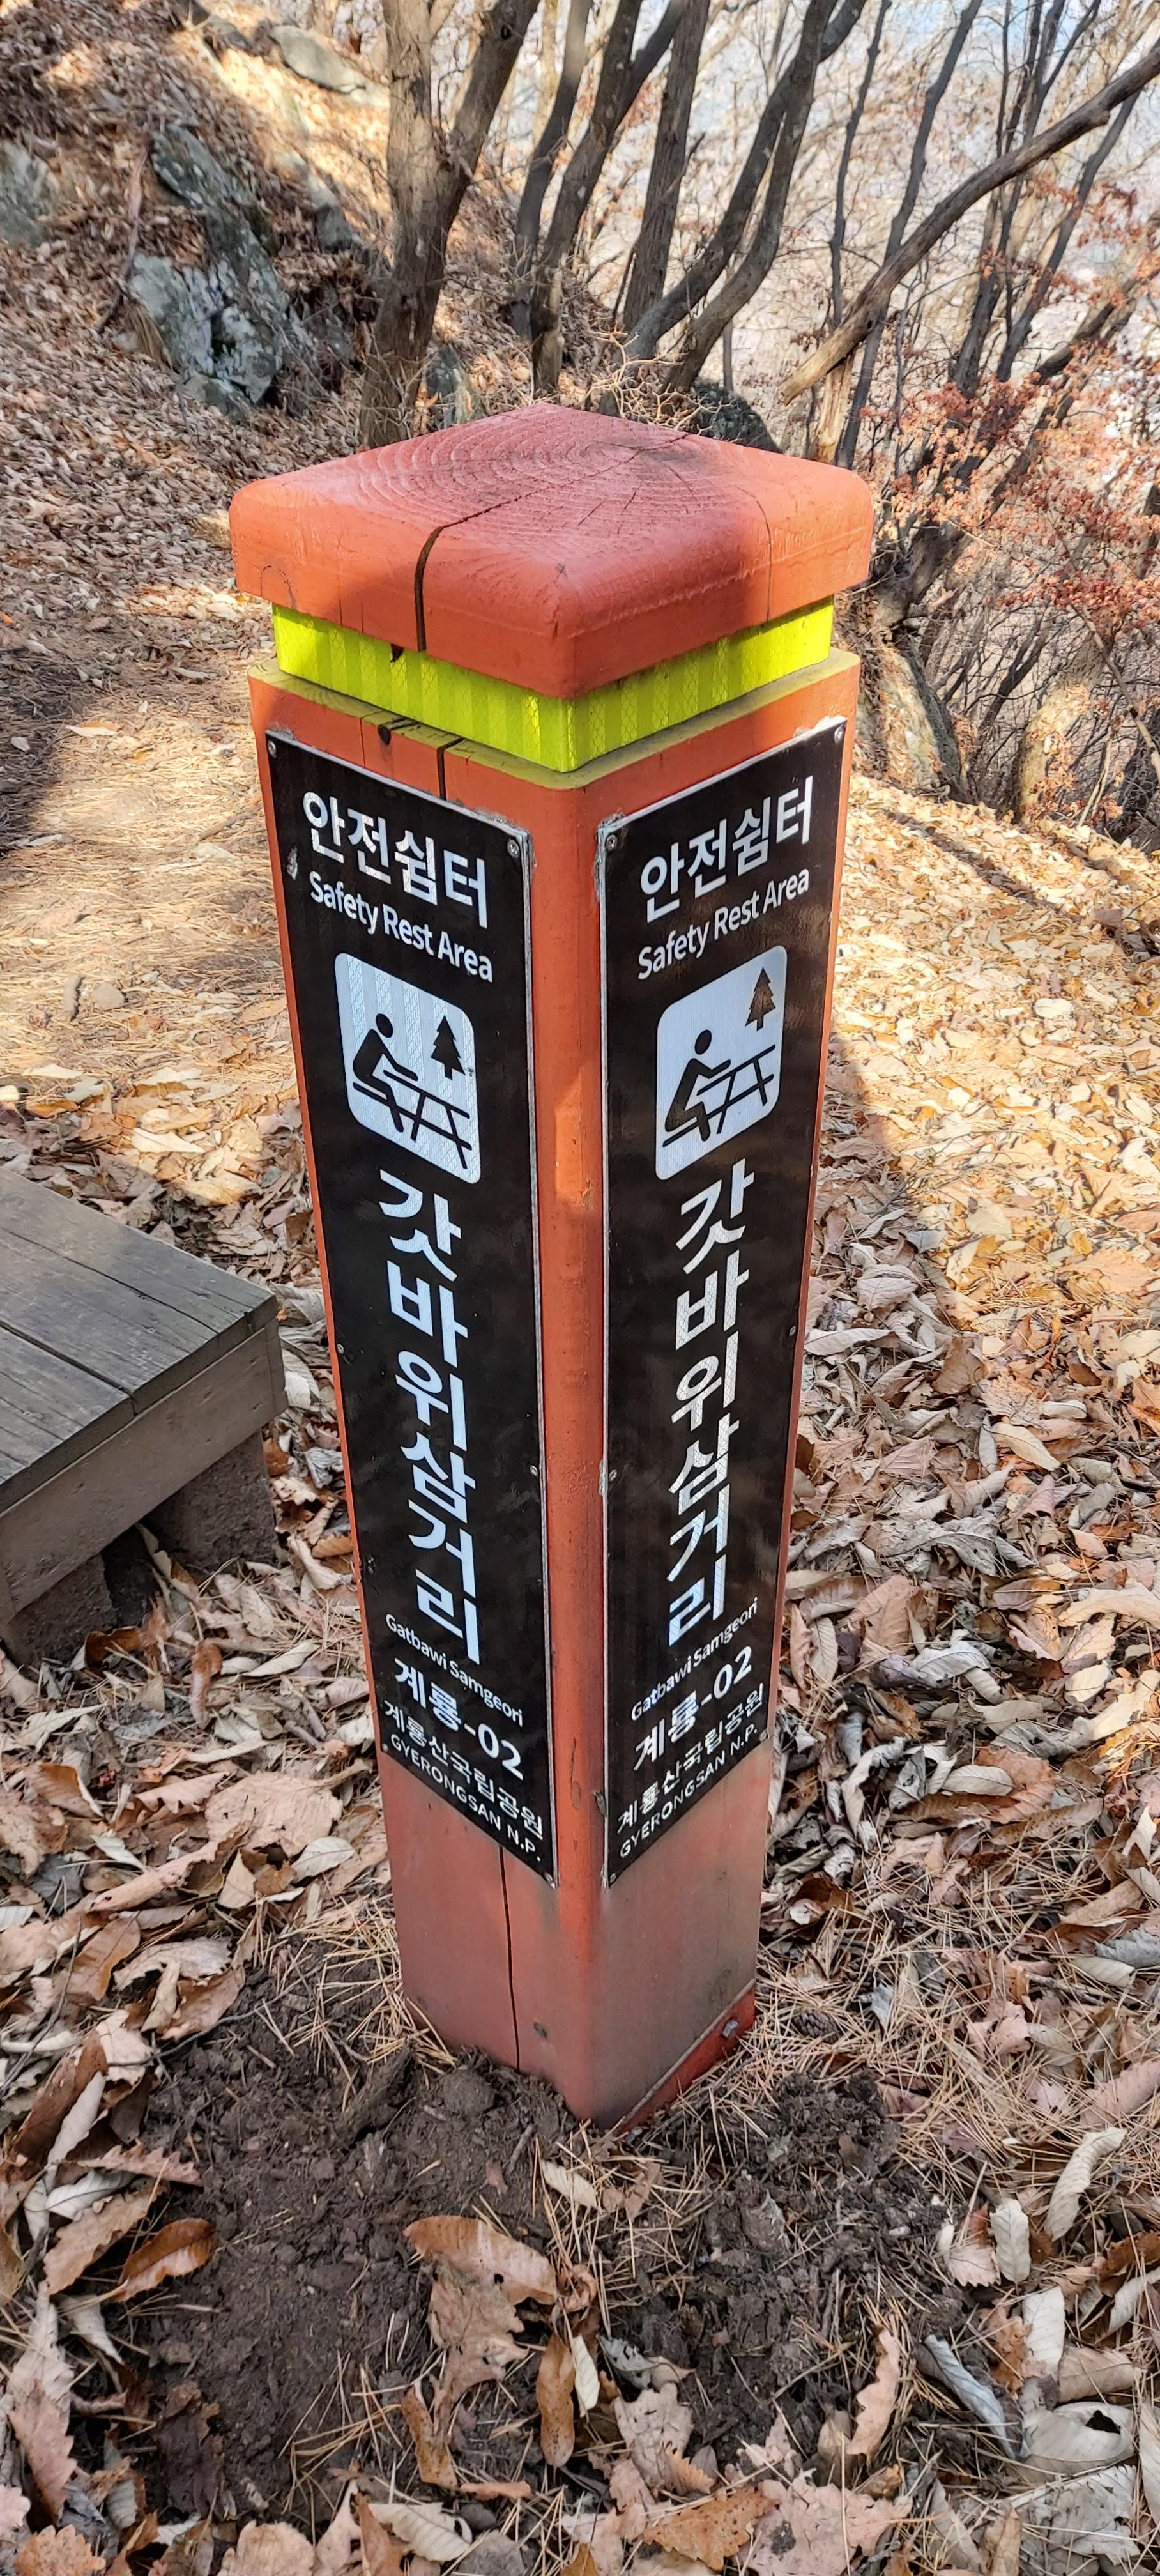 안전쉼터
Safety Rest Area
갓바위삼거리
Gatbawi Samgeori
계룡-02
계룡산국립공원
GYERONGSAN N.P.
안전쉼터
Safety Rest Area
갓바위삼거리
Gatbawi Samgeori
계룡-02
계룡산국립공원
GYERONGSAN N.P.